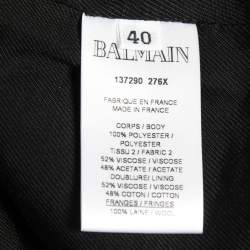 40
BALMAIN
137290 276X
FABRIQUE EN FRANCE
MADE IN FRANCE
CORPS / BODY
100% POLYESTER /
POLYESTER
TISSU 2 / FABRIC 2
52% VISCOSE / VISCOSE
48% ACETATE / ACETATE
DOUBLURE/ LINING
52% VISCOSE / VISCOSE
48% COTON / COTTON
FRANGES / FRINGES
100% LAINE / WOOL